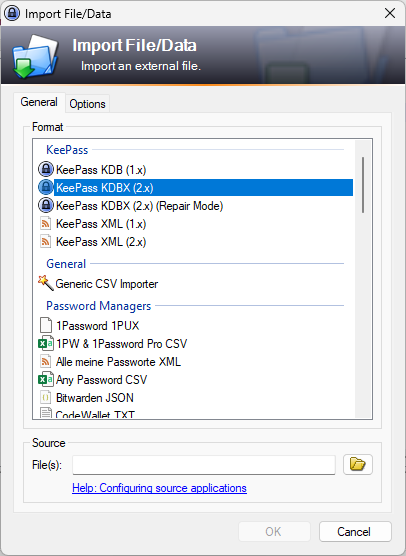 Import File/Data
Import File/Data
Import an external file.
General
Options
Format
KeePass
KeePass KDB (1.x)
KeePass KDBX (2.x)
KeePass KDBX (2.x) (Repair Mode)
KeePass XML (1.x)
KeePass XML (2.x)
General
Generic CSV Importer
Password Managers
1Password 1PUX
1PW & 1Password Pro CSV
Alle meine Passworte XML
Any Password CSV
Bitwarden JSON
CodeWallet TXT
Source
File(s):
Help: Configuring source applications
OK
Cancel